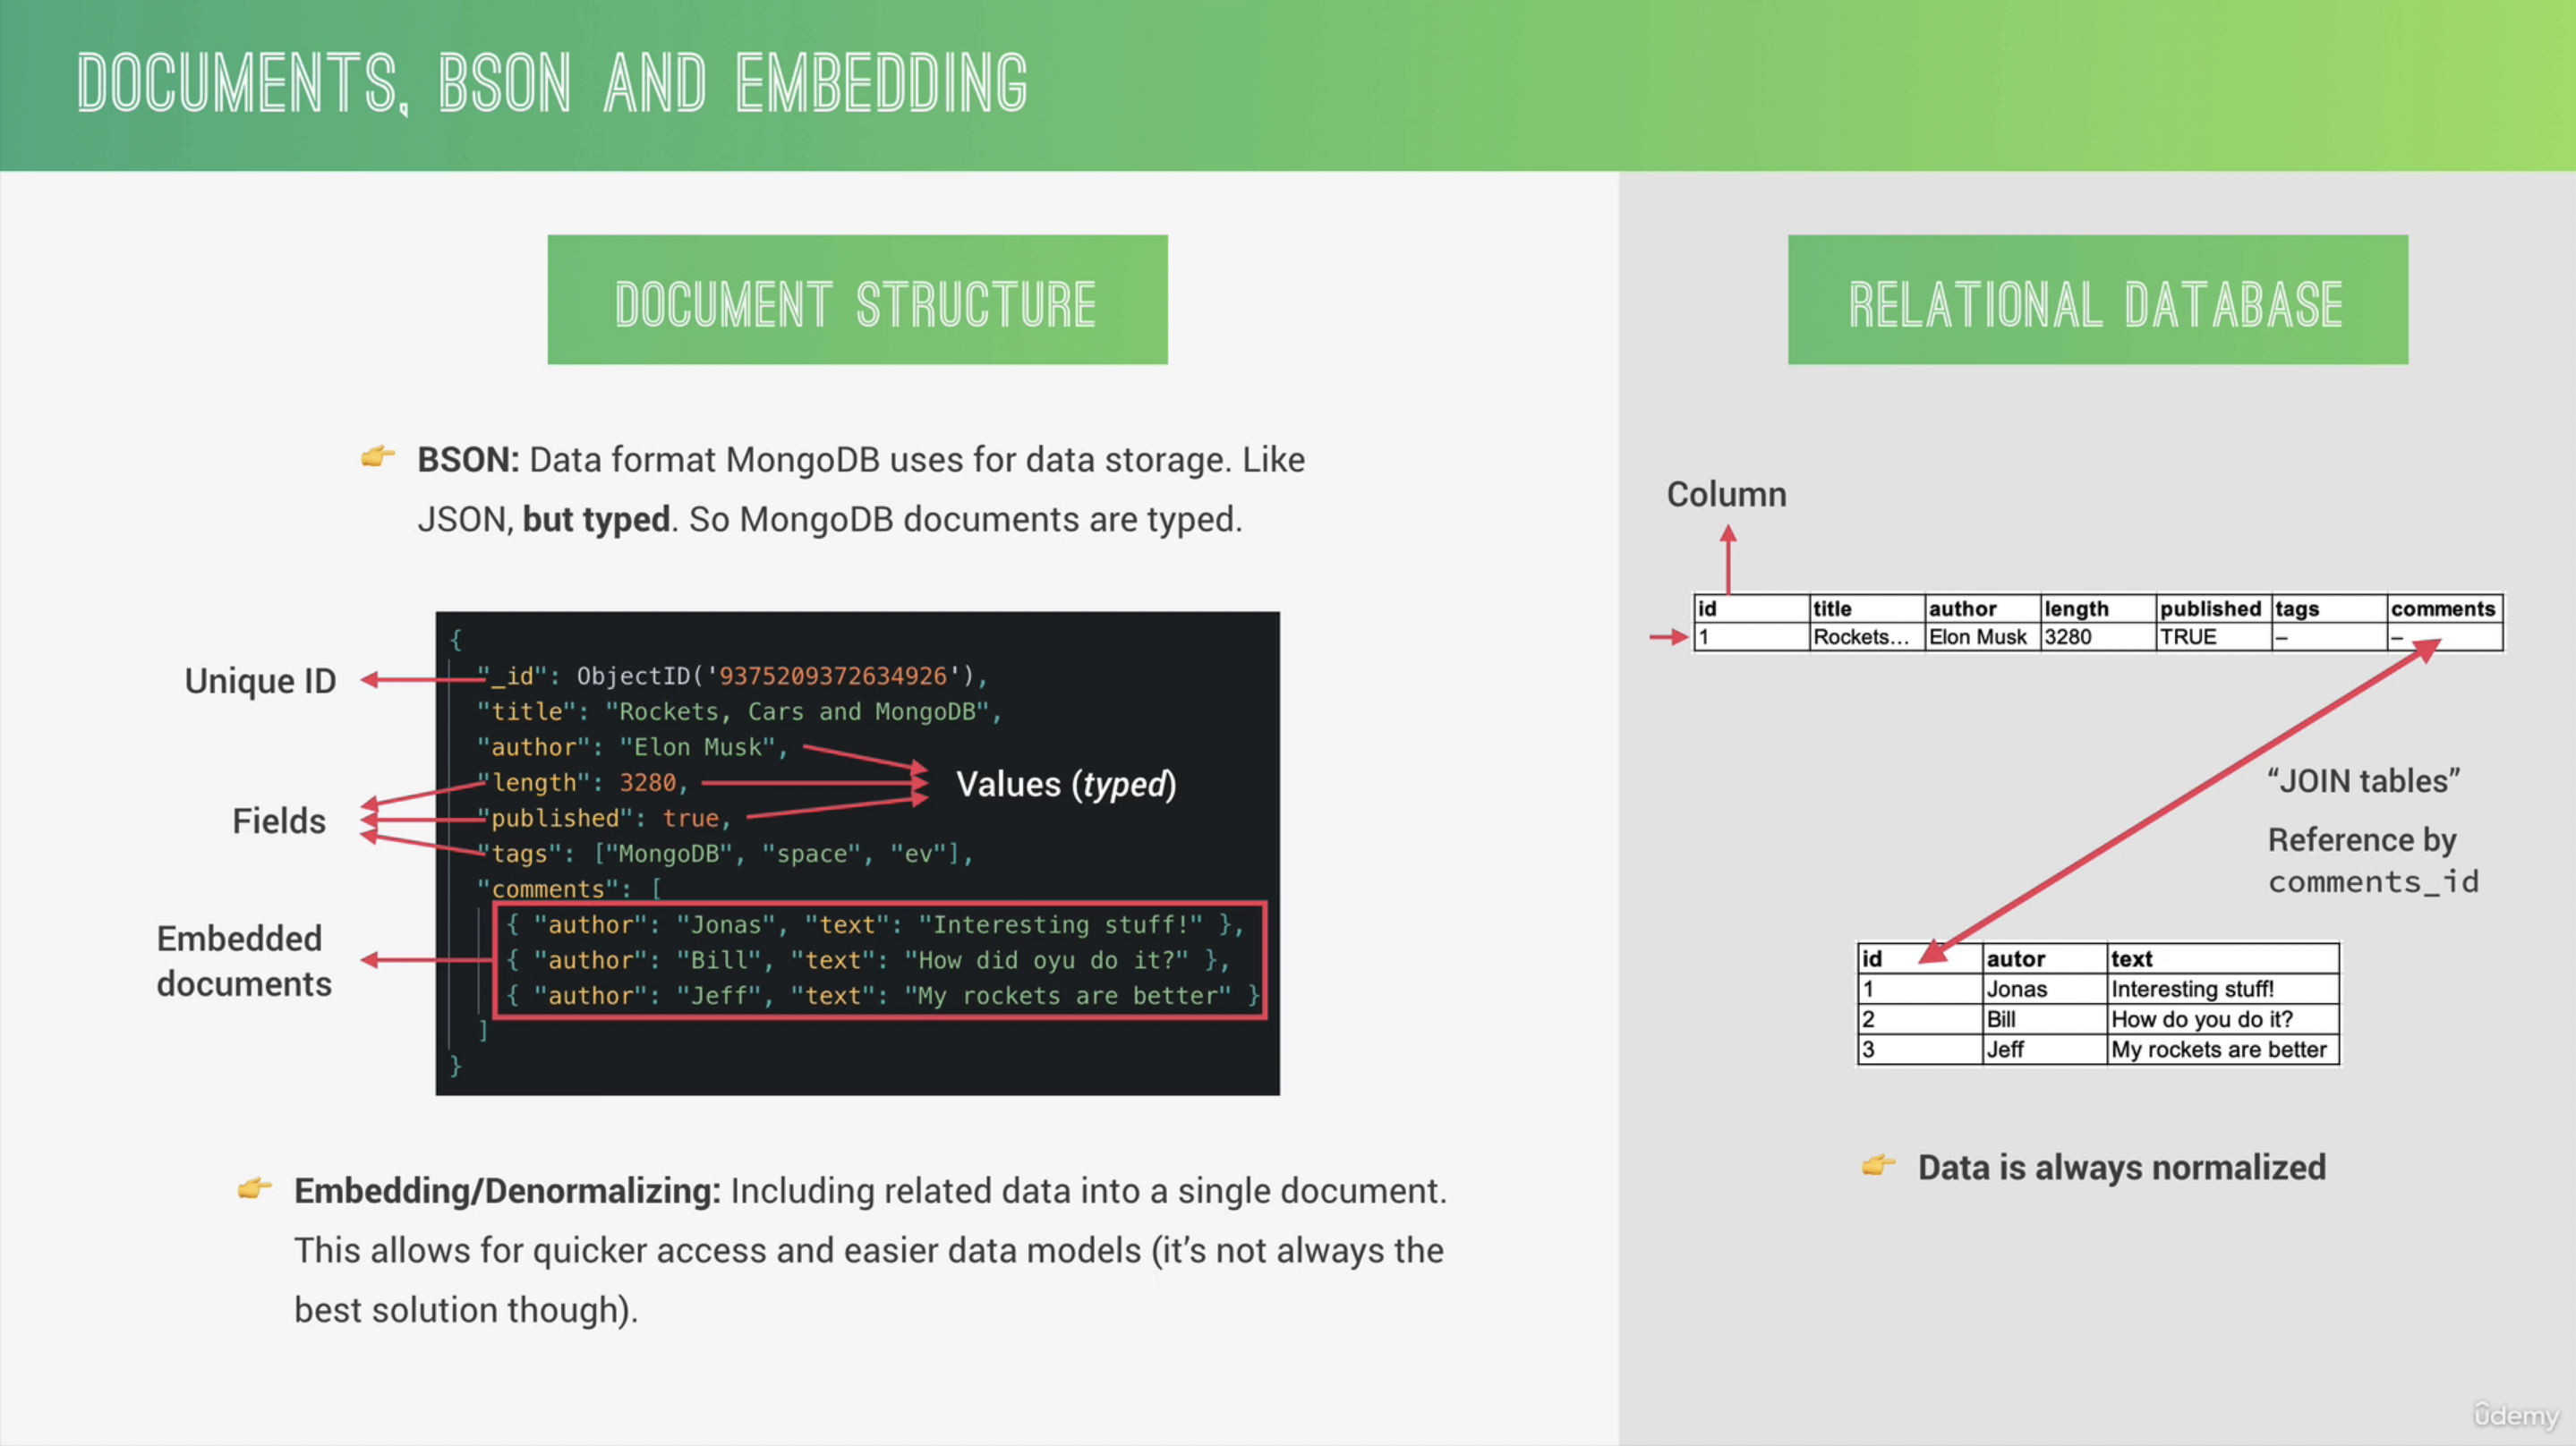 DOCUMENTS, BSON AND EMBEDDING
DOCUMENT STRUCTURE
👉 BSON: Data format MongoDB uses for data storage. Like
JSON, but typed. So MongoDB documents are typed.
Unique ID
Fields
Embedded
documents
{
"_id": ObjectID('9375209372634926'),
"title": "Rockets, Cars and MongoDB",
"author": "Elon Musk",
"length": 3280,
"published": true,
"tags": ["MongoDB", "space", "ev"],
"comments": [
{ "author": "Jonas", "text": "Interesting stuff!" },
{ "author": "Bill", "text": "How did oyu do it?" },
{ "author": "Jeff", "text": "My rockets are better" }
]
}
Values (typed)
👉 Embedding/Denormalizing: Including related data into a single document.
This allows for quicker access and easier data models (it’s not always the
best solution though).
RELATIONAL DATABASE
Column
id title author length published tags comments
1 Rockets… Elon Musk 3280 TRUE – –
“JOIN tables”
Reference by
comments_id
id autor text
1 Jonas Interesting stuff!
2 Bill How do you do it?
3 Jeff My rockets are better
👉 Data is always normalized
ûdemy